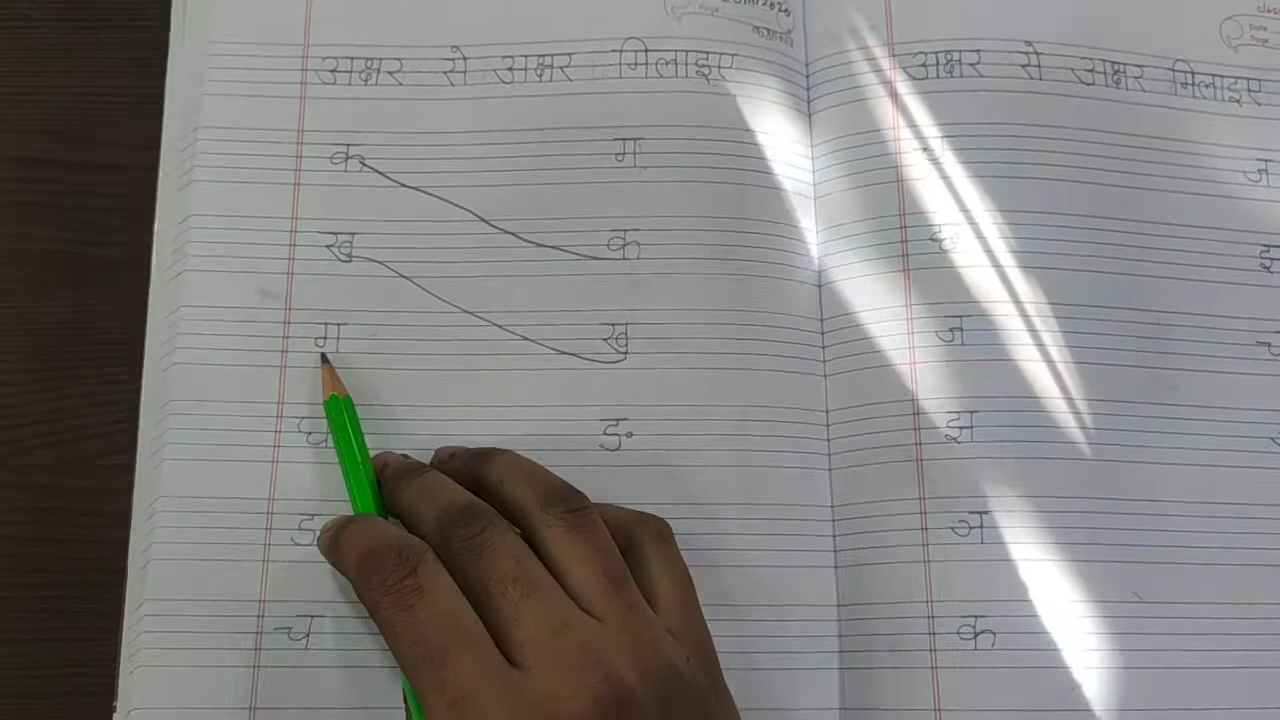 अक्षर से अक्षर मिलाइए
क ग
ख क
ग ख
घ ङ
ङ
च
अक्षर से अक्षर मिलाइए
च ज
छ
ज
झ
ञ
क